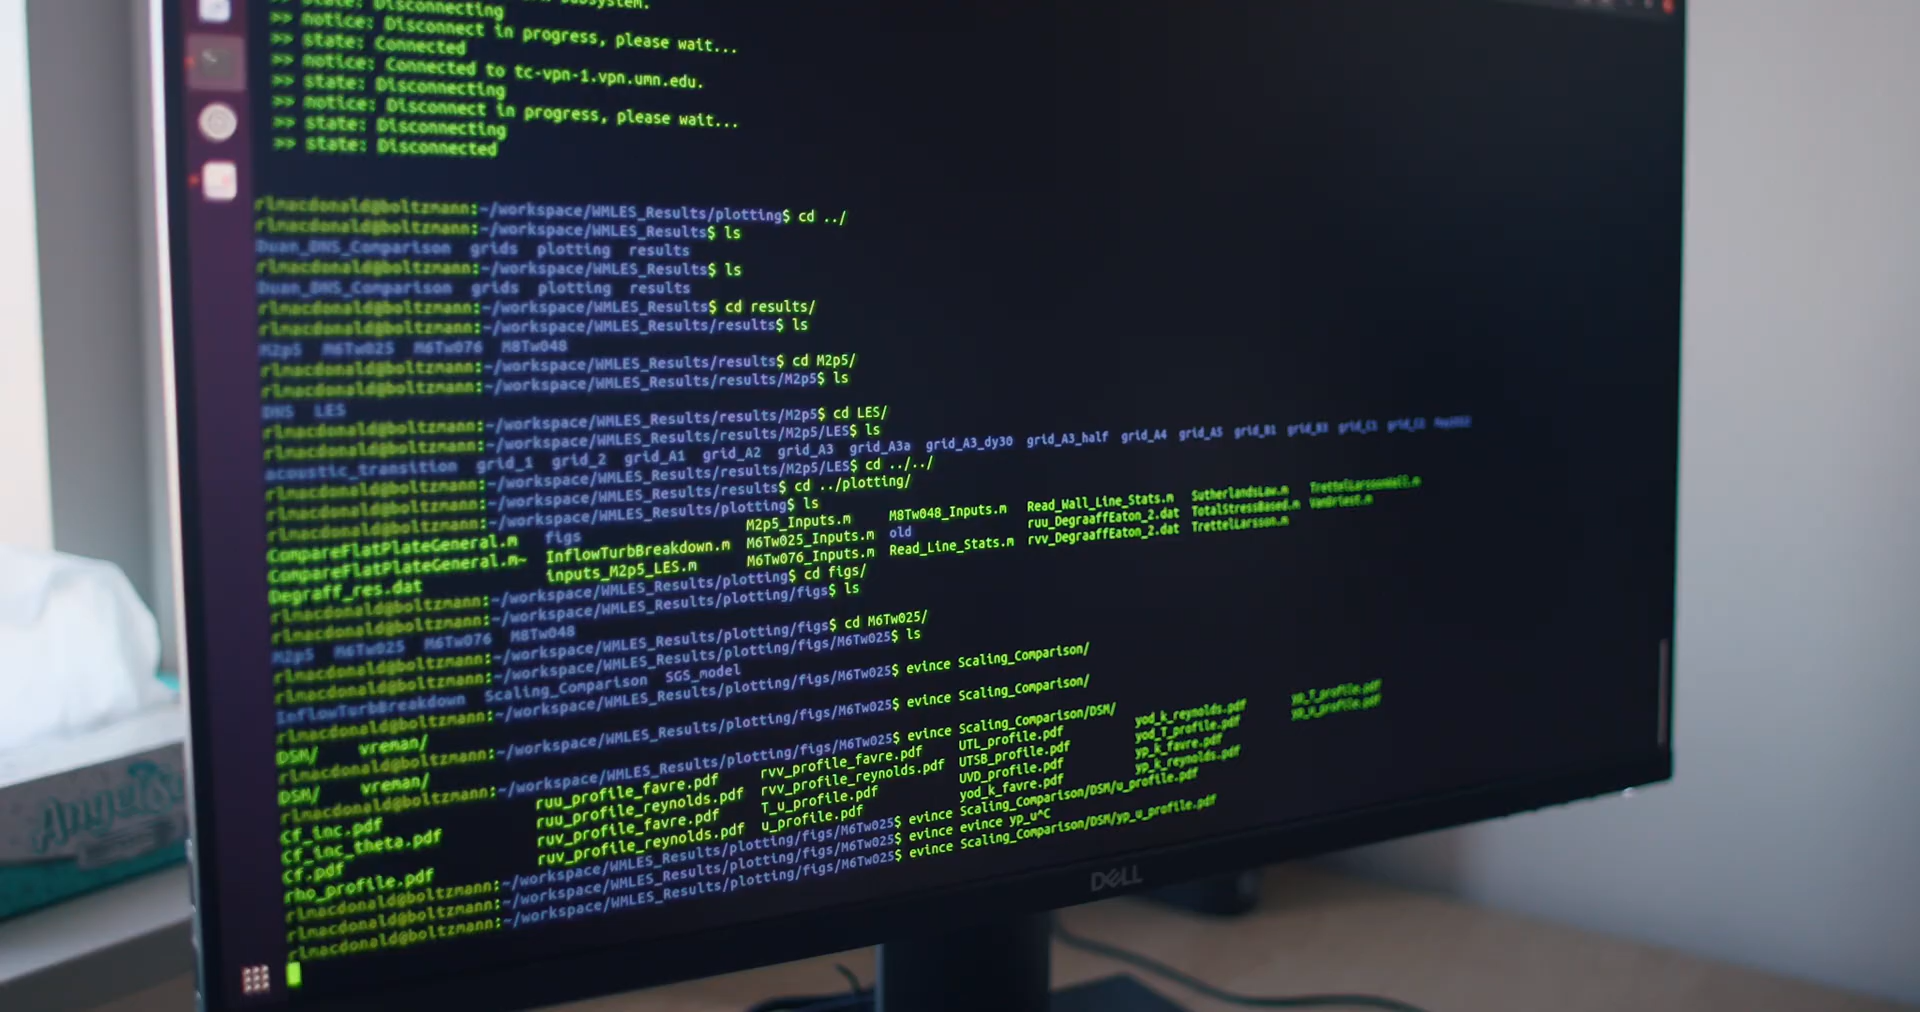 >> state: Disconnecting
>> notice: Disconnect in progress, please wait...
>> state: Connected
>> notice: Connected to tc-vpn-1.vpn.umn.edu.
>> state: Disconnecting
>> notice: Disconnect in progress, please wait...
>> state: Disconnecting
>> state: Disconnected
rlmacdonald@boltzmann:~/workspace/WMLES_Results/plotting$ cd ../
rlmacdonald@boltzmann:~/workspace/WMLES_Results$ ls
Duan_DNS_Comparison grids plotting results
rlmacdonald@boltzmann:~/workspace/WMLES_Results$ ls
Duan_DNS_Comparison grids plotting results
rlmacdonald@boltzmann:~/workspace/WMLES_Results$ cd results/
rlmacdonald@boltzmann:~/workspace/WMLES_Results/results$ ls
M2p5 M6Tw025 M6Tw076 M8Tw048
rlmacdonald@boltzmann:~/workspace/WMLES_Results/results$ cd M2p5/
rlmacdonald@boltzmann:~/workspace/WMLES_Results/results/M2p5$ ls
DNS LES
rlmacdonald@boltzmann:~/workspace/WMLES_Results/results/M2p5$ cd LES/
rlmacdonald@boltzmann:~/workspace/WMLES_Results/results/M2p5/LES$ ls
acoustic_transition grid_1 grid_2 grid_A1 grid_A2 grid_A3 grid_A3a grid_A3_dy30 grid_A3_half grid_A4 grid_A5 grid_B1 grid_B3 grid_C1
rlmacdonald@boltzmann:~/workspace/WMLES_Results/results/M2p5/LES$ cd ../../
rlmacdonald@boltzmann:~/workspace/WMLES_Results/results$ cd ../plotting/
rlmacdonald@boltzmann:~/workspace/WMLES_Results/plotting$ ls
CompareFlatPlateGeneral.m figs M2p5_Inputs.m M8Tw048_Inputs.m Read_Wall_Line_Stats.m SutherlandsLaw.m TrettelLarssonWall.m
CompareFlatPlateGeneral.m~ InflowTurbBreakdown.m M6Tw025_Inputs.m old ruu_DegraaffEaton_2.dat TotalStressBased.m VanDriest.m
Degraff_res.dat inputs_M2p5_LES.m M6Tw076_Inputs.m Read_Line_Stats.m rvv_DegraaffEaton_2.dat TrettelLarsson.m
rlmacdonald@boltzmann:~/workspace/WMLES_Results/plotting$ cd figs/
rlmacdonald@boltzmann:~/workspace/WMLES_Results/plotting/figs$ ls
M2p5 M6Tw025 M6Tw076 M8Tw048
rlmacdonald@boltzmann:~/workspace/WMLES_Results/plotting/figs$ cd M6Tw025/
rlmacdonald@boltzmann:~/workspace/WMLES_Results/plotting/figs/M6Tw025$ ls
InflowTurbBreakdown Scaling_Comparison SGS_model
rlmacdonald@boltzmann:~/workspace/WMLES_Results/plotting/figs/M6Tw025$ evince Scaling_Comparison/
DSM/ vreman/
rlmacdonald@boltzmann:~/workspace/WMLES_Results/plotting/figs/M6Tw025$ evince Scaling_Comparison/
DSM/ vreman/
rlmacdonald@boltzmann:~/workspace/WMLES_Results/plotting/figs/M6Tw025$ evince Scaling_Comparison/DSM/
Cf_inc.pdf ruu_profile_favre.pdf rvv_profile_favre.pdf UTL_profile.pdf yod_k_reynolds.pdf yp_T_profile.pdf
Cf_inc_theta.pdf ruu_profile_reynolds.pdf rvv_profile_reynolds.pdf UTSB_profile.pdf yod_T_profile.pdf yp_u_profile.pdf
Cf.pdf ruv_profile_favre.pdf T_u_profile.pdf UVD_profile.pdf yp_k_favre.pdf
rho_profile.pdf ruv_profile_reynolds.pdf u_profile.pdf yod_k_favre.pdf yp_k_reynolds.pdf
rlmacdonald@boltzmann:~/workspace/WMLES_Results/plotting/figs/M6Tw025$ evince Scaling_Comparison/DSM/u_profile.pdf
rlmacdonald@boltzmann:~/workspace/WMLES_Results/plotting/figs/M6Tw025$ evince evince yp_u^C
rlmacdonald@boltzmann:~/workspace/WMLES_Results/plotting/figs/M6Tw025$ evince Scaling_Comparison/DSM/yp_u_profile.pdf
DELL